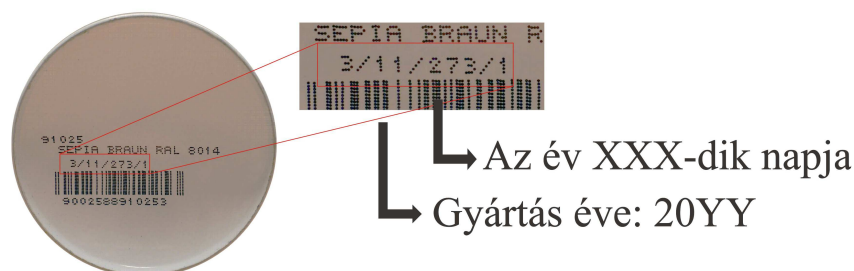 91025
SEPIA BRAUN RAL 8014
3/11/273/1
9002588910253
SEPIA BRAUN R
3/11/273/1
Az év XXX-dik napja
Gyártás éve: 20YY